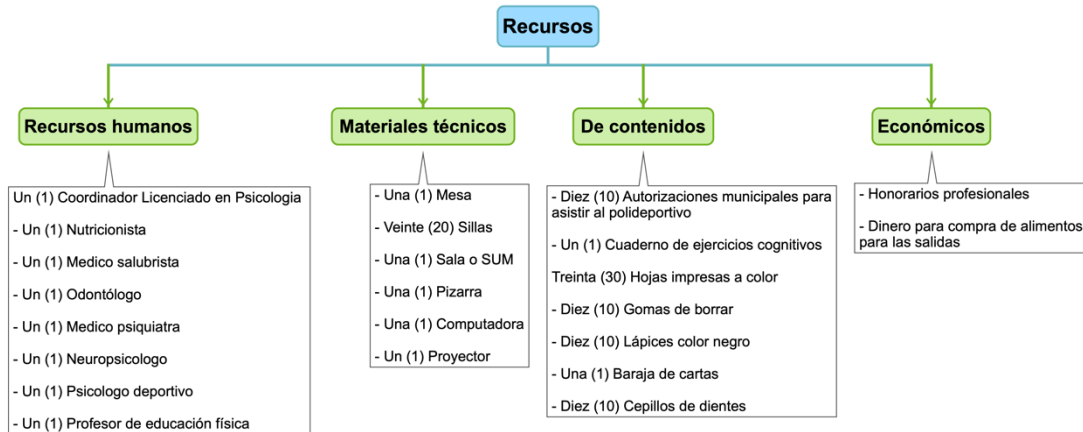 Recursos
Recursos humanos
Un (1) Coordinador Licenciado en Psicologia
- Un (1) Nutricionista
- Un (1) Medico salubrista
- Un (1) Odontólogo
- Un (1) Medico psiquiatra
- Un (1) Neuropsicologo
- Un (1) Psicologo deportivo
- Un (1) Profesor de educación física
Materiales técnicos
- Una (1) Mesa
- Veinte (20) Sillas
- Una (1) Sala o SUM
- Una (1) Pizarra
- Una (1) Computadora
- Un (1) Proyector
De contenidos
- Diez (10) Autorizaciones municipales para
asistir al polideportivo
- Un (1) Cuaderno de ejercicios cognitivos
Treinta (30) Hojas impresas a color
- Diez (10) Gomas de borrar
- Diez (10) Lápices color negro
- Una (1) Baraja de cartas
- Diez (10) Cepillos de dientes
Económicos
- Honorarios profesionales
- Dinero para compra de alimentos
para las salidas